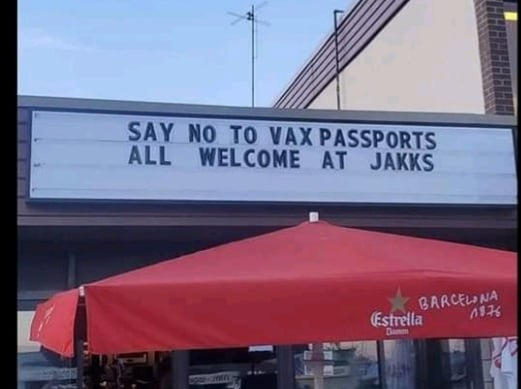 SAY NO TO VAX PASSPORTS
ALL WELCOME AT JAKKS
Estrella
Damm
BARCELONA
1876